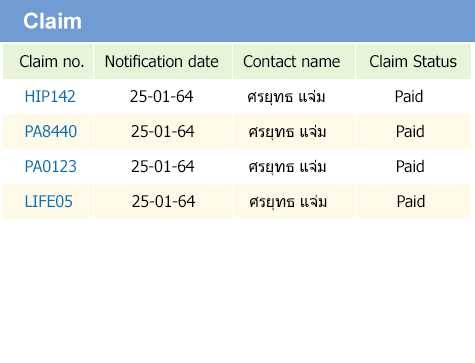 Claim
Claim no. Notification date Contact name Claim Status
HIP142 25-01-64 ศรยุทธ แจ่ม Paid
PA8440 25-01-64 ศรยุทธ แจ่ม Paid
PA0123 25-01-64 ศรยุทธ แจ่ม Paid
LIFE05 25-01-64 ศรยุทธ แจ่ม Paid